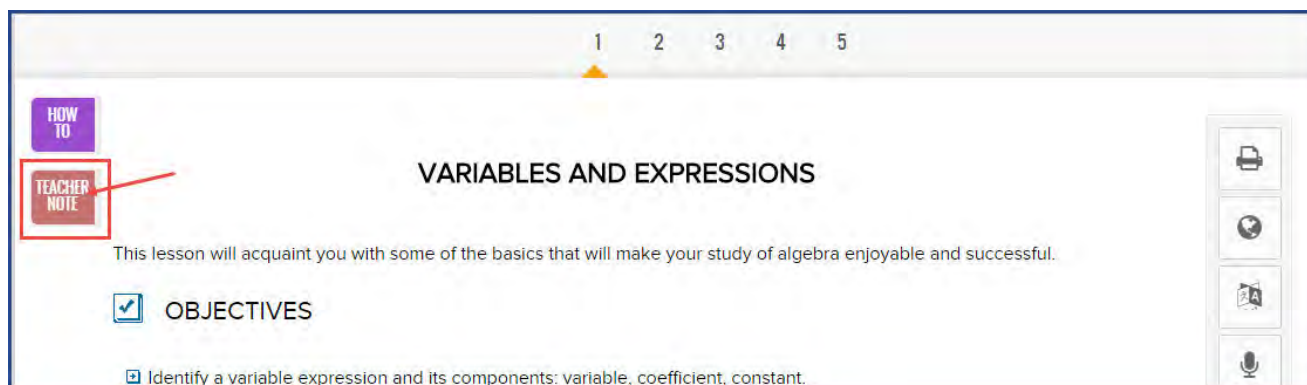 1 2 3 4 5
HOW
TO
TEACHER
NOTE
VARIABLES AND EXPRESSIONS
This lesson will acquaint you with some of the basics that will make your study of algebra enjoyable and successful.
OBJECTIVES
Identify a variable expression and its components: variable, coefficient, constant.